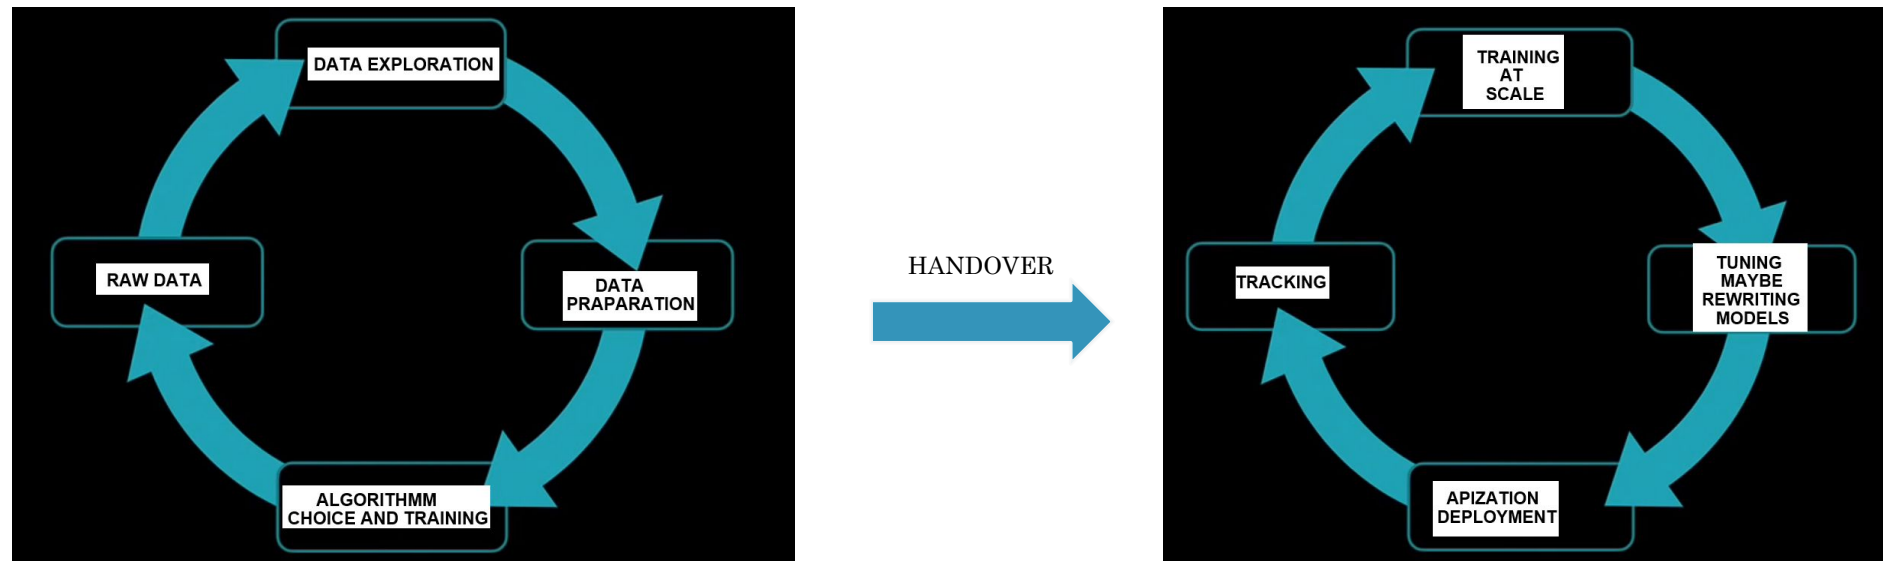 DATA EXPLORATION
RAW DATA
DATA
PRAPARATION
ALGORITHMM
CHOICE AND TRAINING
HANDOVER
TRAINING
AT
SCALE
TRACKING
TUNING
MAYBE
REWRITING
MODELS
APIZATION
DEPLOYMENT